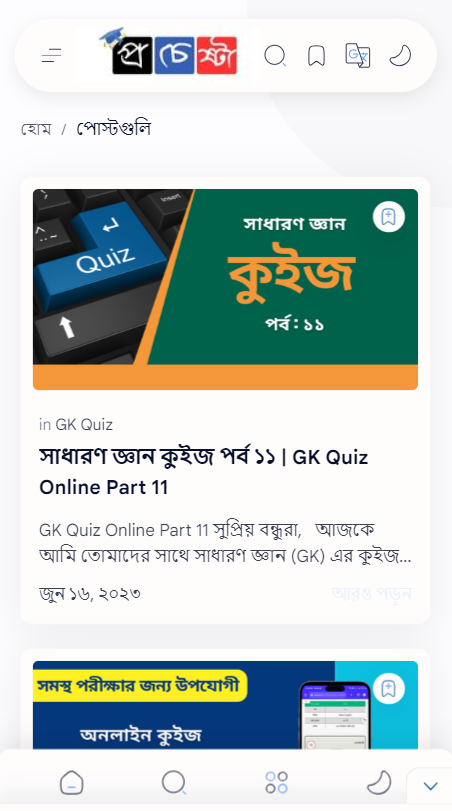 প্রচেষ্টা
হোম / পোস্টগুলি
insert
Quiz
সাধারণ জ্ঞান
কুইজ
পর্ব : ১১
in GK Quiz
সাধারণ জ্ঞান কুইজ পর্ব ১১ | GK Quiz
Online Part 11
GK Quiz Online Part 11 সুপ্রিয় বন্ধুরা, আজকে
আমি তোমাদের সাথে সাধারণ জ্ঞান (GK) এর কুইজ...
জুন ১৬, ২০২৩
আরও পড়ুন
সমস্থ পরীক্ষার জন্য উপযোগী
অনলাইন কুইজ